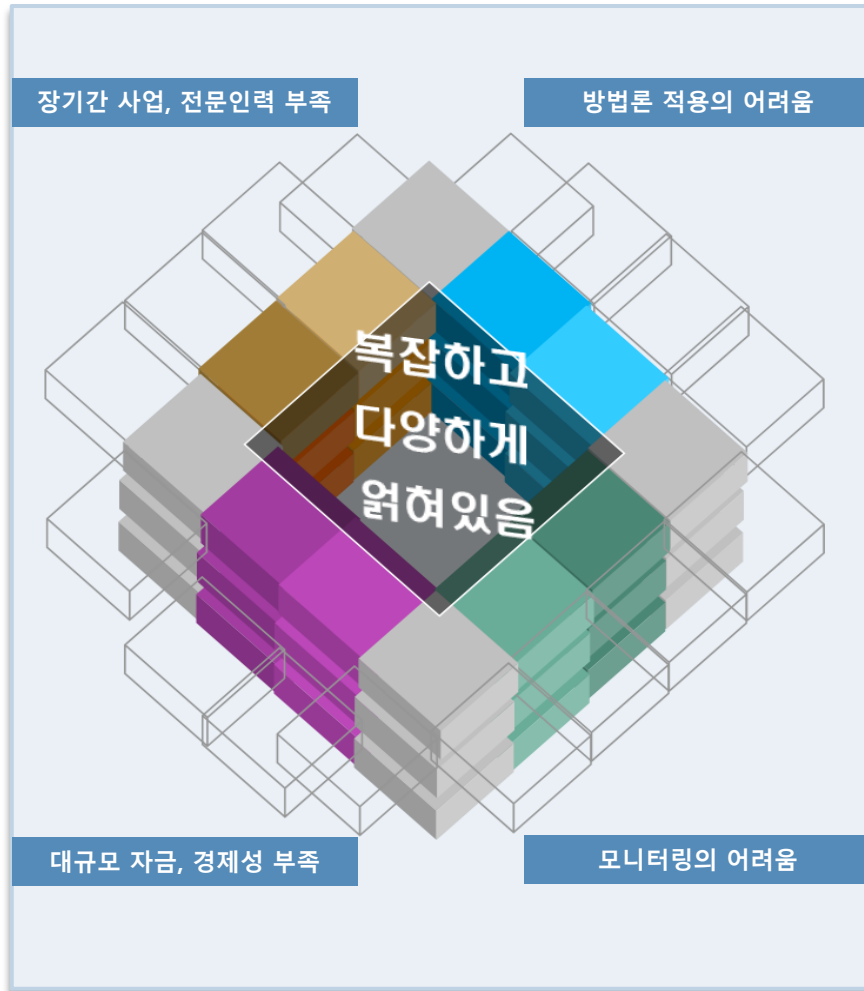 장기간 사업, 전문인력 부족
방법론 적용의 어려움
복잡하고
다양하게
얽혀있음
대규모 자금, 경제성 부족
모니터링의 어려움